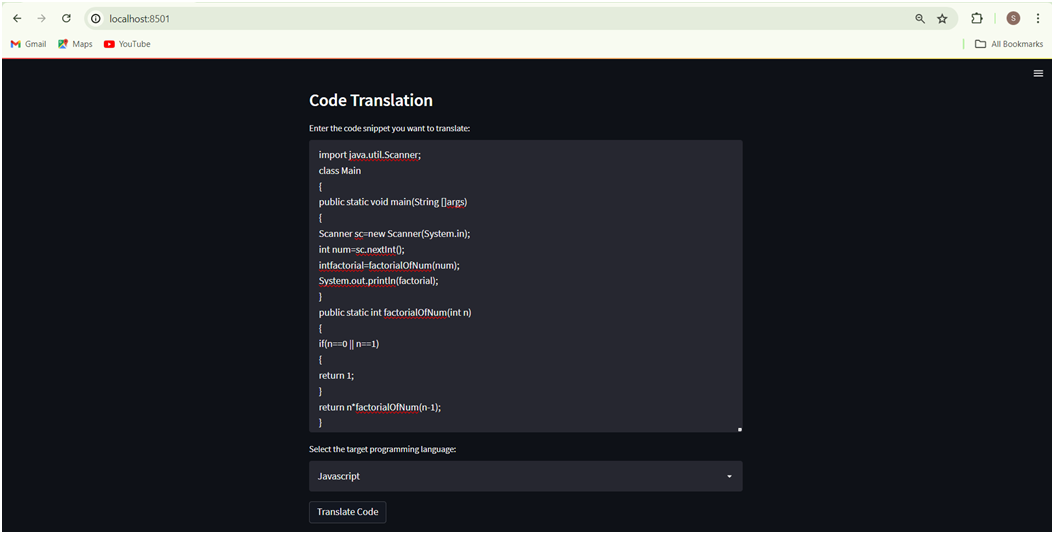 localhost:8501
S
Gmail Maps YouTube All Bookmarks
Code Translation
Enter the code snippet you want to translate:
import java.util.Scanner;
class Main
{
public static void main(String []args)
{
Scanner sc=new Scanner(System.in);
int num=sc.nextInt();
intfactorial=factorialOfNum(num);
System.out.println(factorial);
}
public static int factorialOfNum(int n)
{
if(n==0 || n==1)
{
return 1;
}
return n*factorialOfNum(n-1);
}
Select the target programming language:
Javascript
Translate Code